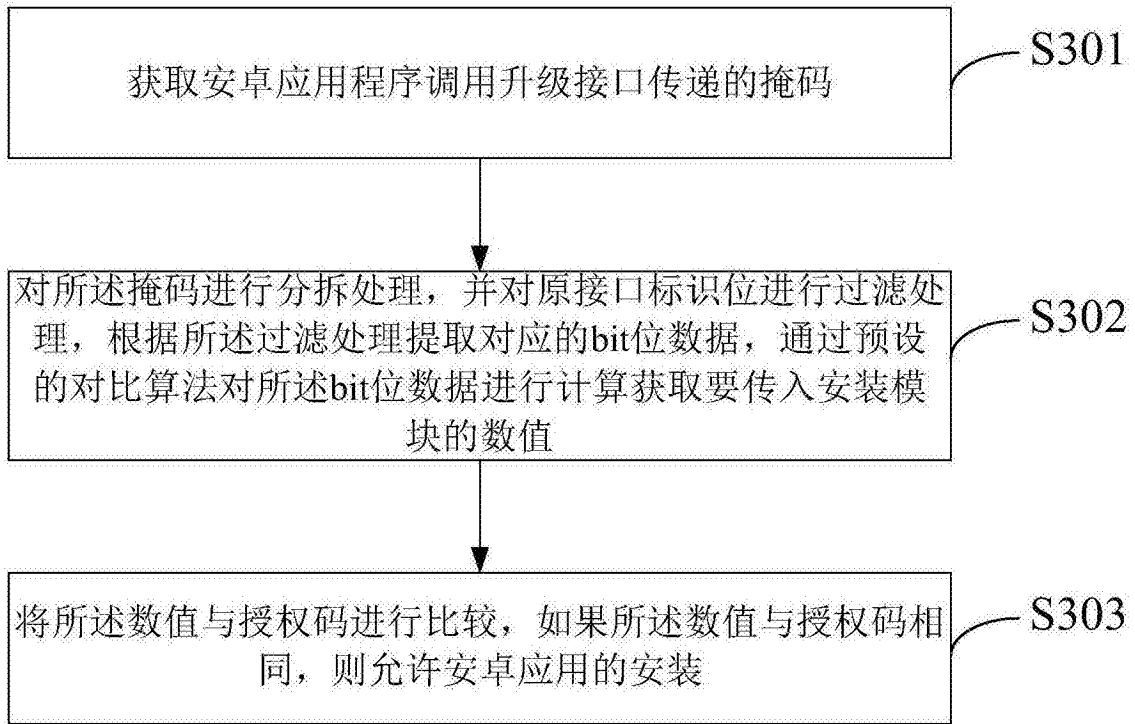 获取安卓应用程序调用升级接口传递的掩码
S301
对所述掩码进行分拆处理，并对原接口标识位进行过滤处
理，根据所述过滤处理提取对应的bit位数据，通过预设
的对比算法对所述bit位数据进行计算获取要传入安装模
块的数值
S302
将所述数值与授权码进行比较，如果所述数值与授权码相
同，则允许安卓应用的安装
S303